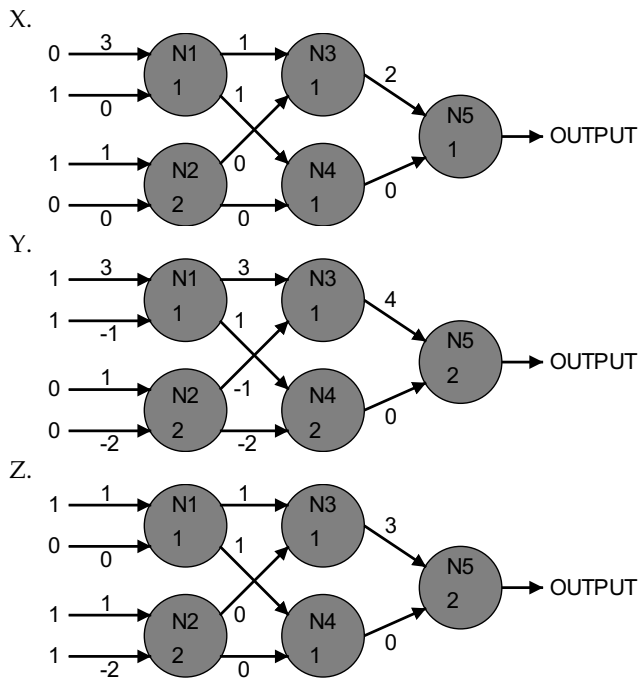 X.
0 3 N1 1 N3 2
1 0 1 1 1 N5
1 OUTPUT
1 1 N2 0 N4 0
0 0 2 0 1
Y.
1 3 N1 3 N3 4
1 -1 1 1 1 N5
2 OUTPUT
0 1 N2 -1 N4 0
0 -2 2 -2 2
Z.
1 1 N1 1 N3 3
0 0 1 1 1 N5
2 OUTPUT
1 1 N2 0 N4 0
1 -2 2 0 1